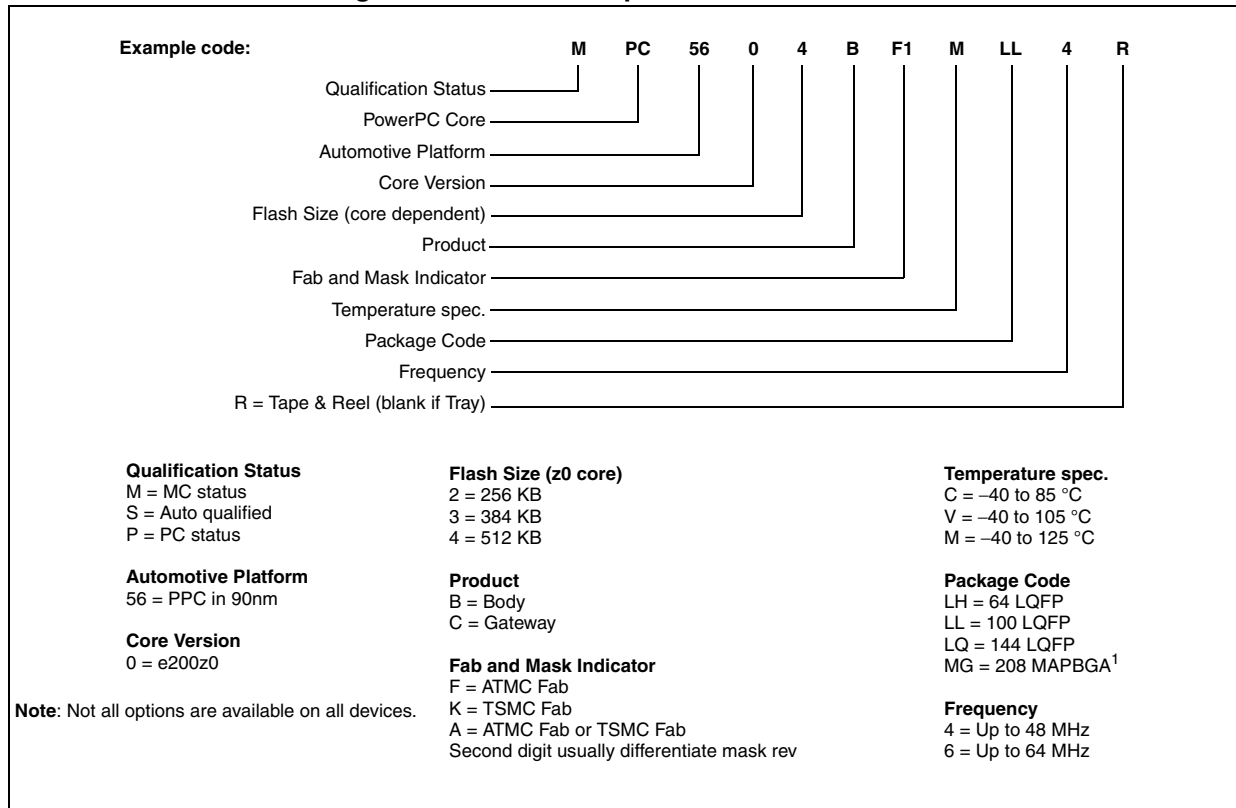 Example code: M PC 56 0 4 B F1 M LL 4 R
Qualification Status
PowerPC Core
Automotive Platform
Core Version
Flash Size (core dependent)
Product
Fab and Mask Indicator
Temperature spec.
Package Code
Frequency
R = Tape & Reel (blank if Tray)
Qualification Status
M = MC status
S = Auto qualified
P = PC status
Automotive Platform
56 = PPC in 90nm
Core Version
0 = e200z0
Note: Not all options are available on all devices.
Flash Size (z0 core)
2 = 256 KB
3 = 384 KB
4 = 512 KB
Product
B = Body
C = Gateway
Fab and Mask Indicator
F = ATMC Fab
K = TSMC Fab
A = ATMC Fab or TSMC Fab
Second digit usually differentiate mask rev
Temperature spec.
C = –40 to 85 °C
V = –40 to 105 °C
M = –40 to 125 °C
Package Code
LH = 64 LQFP
LL = 100 LQFP
LQ = 144 LQFP
MG = 208 MAPBGA1
Frequency
4 = Up to 48 MHz
6 = Up to 64 MHz